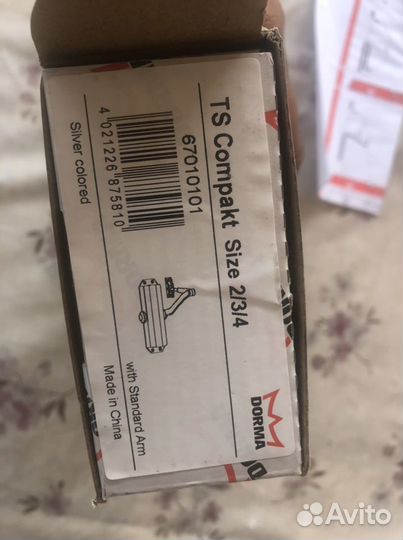 TS Compakt Size 2/3/4
67010101
4 021226 875810
Silver colored
with Standard Arm
Made in China
DORMA
Avito